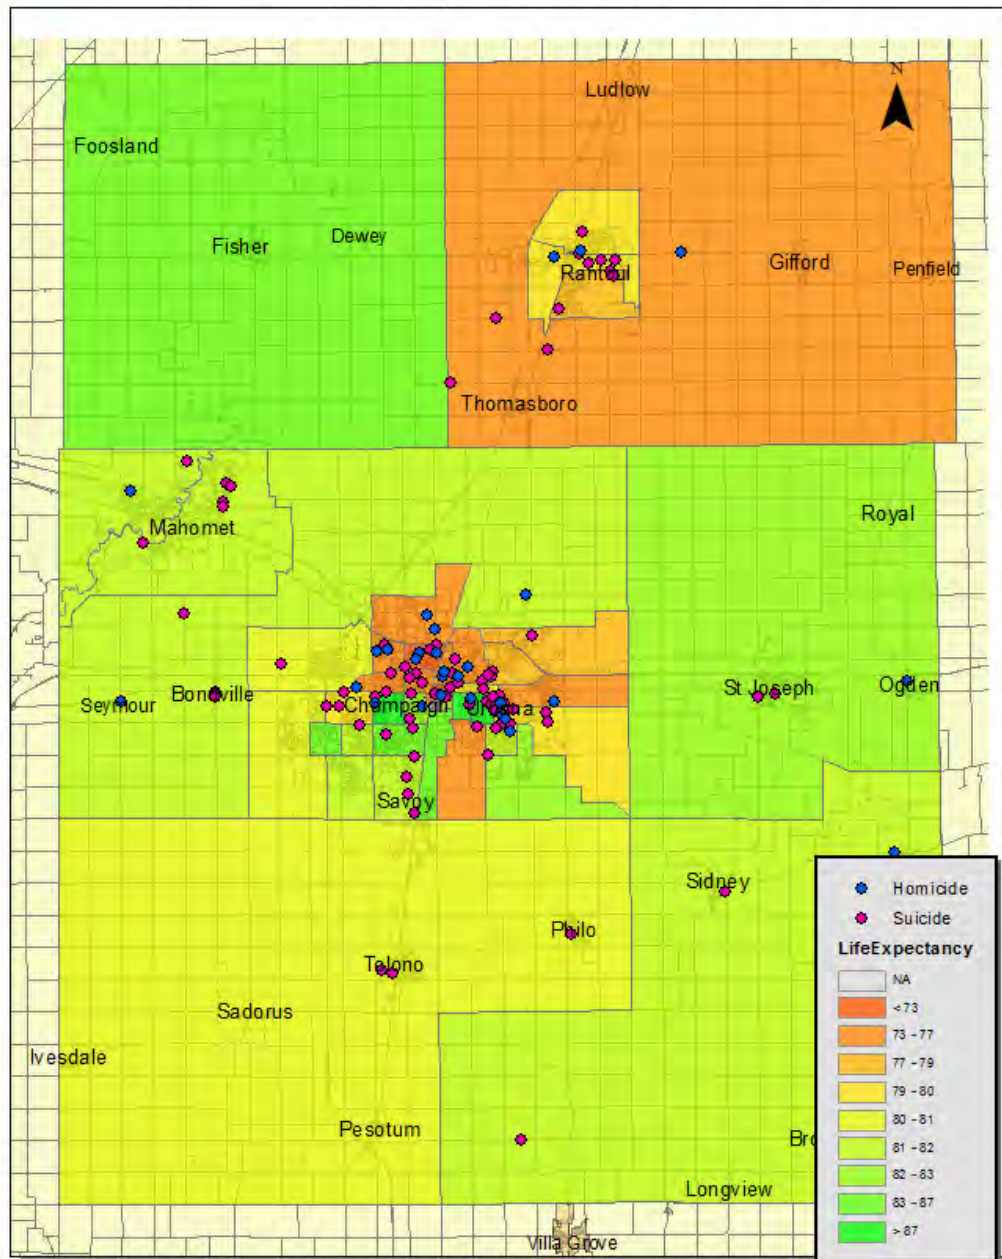 Ludlow
N
Foosland
Fisher
Dewey
Rantoul
Gifford
Penfield
Thomasboro
Royal
Mahomet
Seymour
Bondville
Champaign
Urbana
St Joseph
Ogden
Savoy
Sidney
Philo
Tolono
Sadorus
Ivesdale
Pesotum
Bro
Longview
Villa Grove
Homicide
Suicide
LifeExpectancy
NA
<73
73 - 77
77 - 79
79 - 80
80 - 81
81 - 82
82 - 83
83 - 87
>87